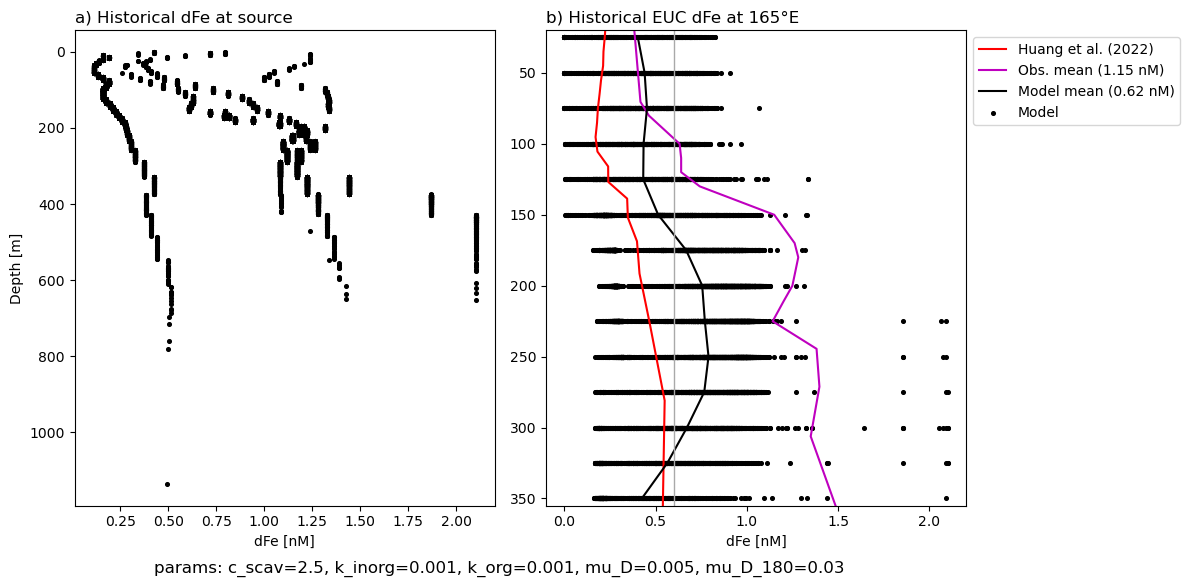 a) Historical dFe at source
0
200
400
600
800
1000
Depth [m]
0.25 0.50 0.75 1.00 1.25 1.50 1.75 2.00
dFe [nM]
b) Historical EUC dFe at 165°E
50
100
150
200
250
300
350
0.0 0.5 1.0 1.5 2.0
dFe [nM]
Huang et al. (2022)
Obs. mean (1.15 nM)
Model mean (0.62 nM)
Model
params: c_scav=2.5, k_inorg=0.001, k_org=0.001, mu_D=0.005, mu_D_180=0.03